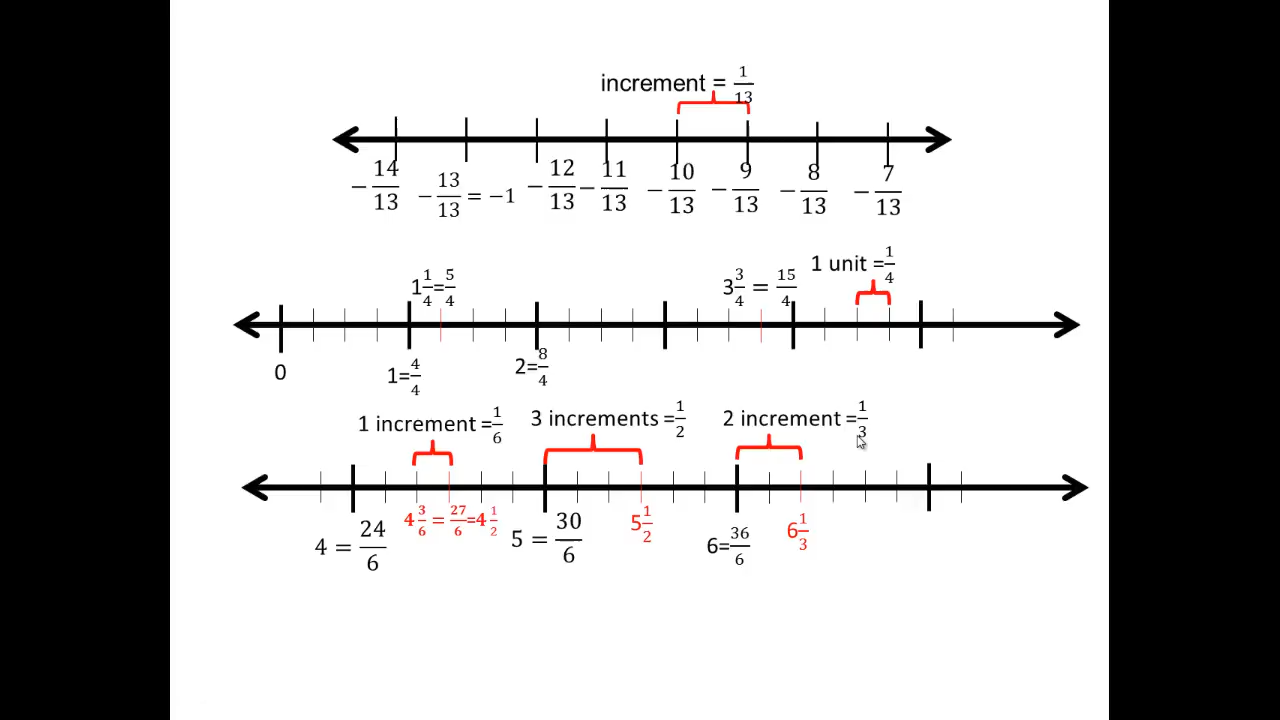 increment = 1/13
−14/13 −13/13 = −1 −12/13 −11/13 −10/13 −9/13 −8/13 −7/13
1 unit =1/4
1 1/4=5/4 3 3/4 = 15/4
0 1=4/4 2=8/4
1 increment =1/6 3 increments =1/2 2 increment =1/3
4 = 24/6 4 3/6 = 27/6=4 1/2 5 = 30/6 5 1/2 6=36/6 6 1/3